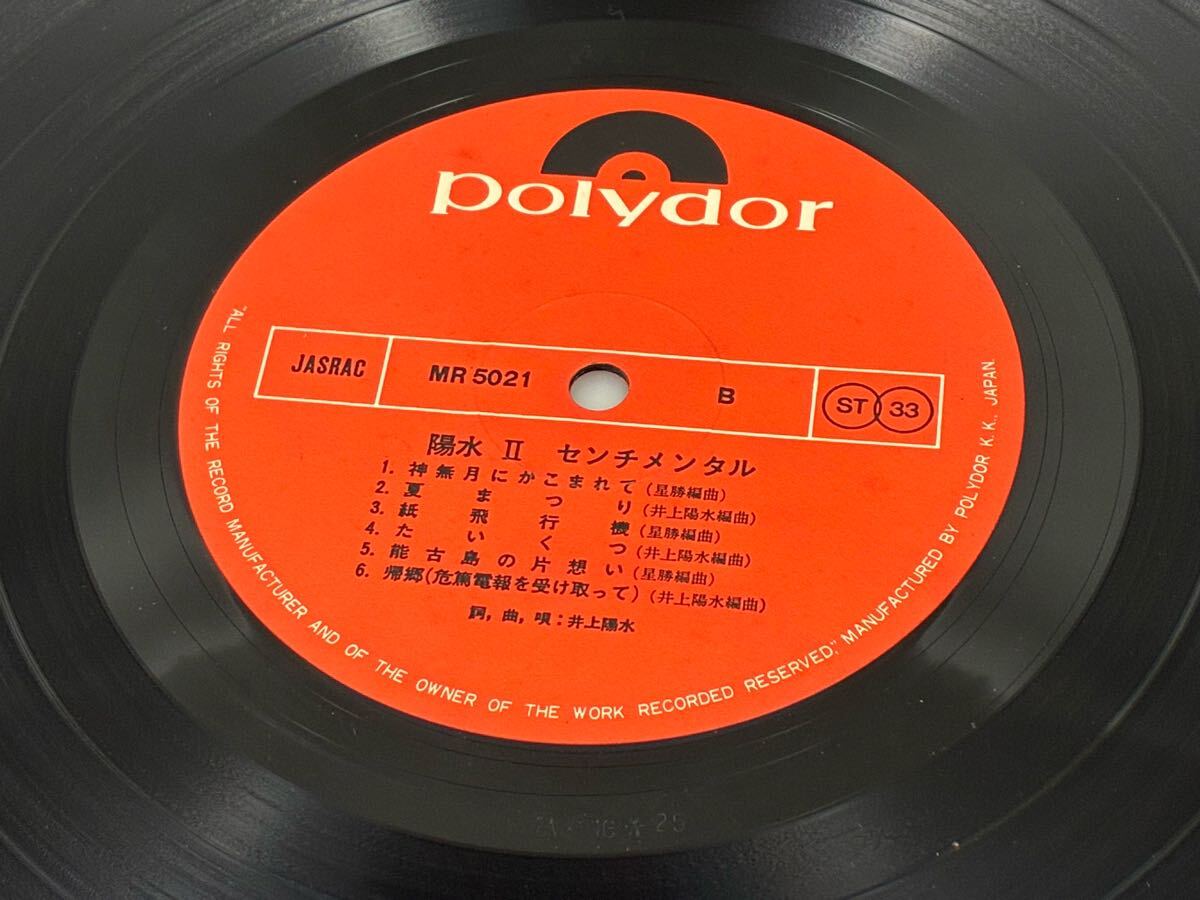 polydor
JASRAC MR 5021 B ST 33
陽水 II センチメンタル
1. 神無月にかこまれて (星勝編曲)
2. 夏まつり (井上陽水編曲)
3. 紙飛行機 (星勝編曲)
4. たいくつ (井上陽水編曲)
5. 能古島の片想い (星勝編曲)
6. 帰郷(危篤電報を受け取って) (井上陽水編曲)
詞,曲,唄:井上陽水
"ALL RIGHTS OF THE RECORD MANUFACTURER AND OF THE OWNER OF THE WORK RECORDED RESERVED," MANUFACTURED BY POLYDOR K.K., JAPAN.